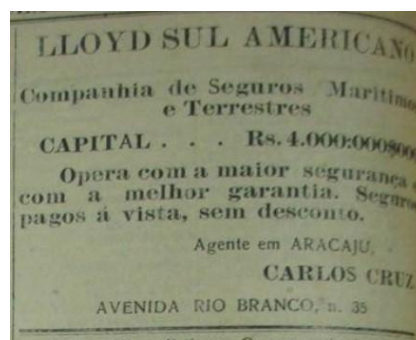 LLOYD SUL AMERICANO
Companhia de Seguros Maritimo
e Terrestres
CAPITAL . . . Rs. 4.000:000$000
Opera com a maior segurança e
com a melhor garantia. Seguros
pagos á vista, sem desconto.
Agente em ARACAJU,
CARLOS CRUZ
AVENIDA RIO BRANCO, n. 35